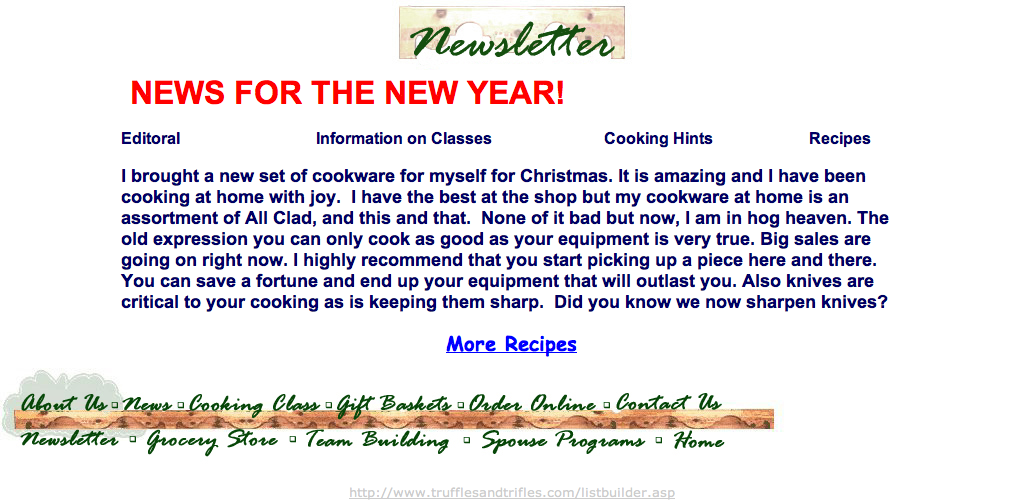 Newsletter
NEWS FOR THE NEW YEAR!
Editoral Information on Classes Cooking Hints Recipes
I brought a new set of cookware for myself for Christmas. It is amazing and I have been
cooking at home with joy.  I have the best at the shop but my cookware at home is an
assortment of All Clad, and this and that.  None of it bad but now, I am in hog heaven. The
old expression you can only cook as good as your equipment is very true. Big sales are
going on right now. I highly recommend that you start picking up a piece here and there.
You can save a fortune and end up your equipment that will outlast you. Also knives are
critical to your cooking as is keeping them sharp.  Did you know we now sharpen knives?
More Recipes
About Us News Cooking Class Gift Baskets Order Online Contact Us
Newsletter Grocery Store Team Building Spouse Programs Home
http://www.trufflesandtrifles.com/listbuilder.asp